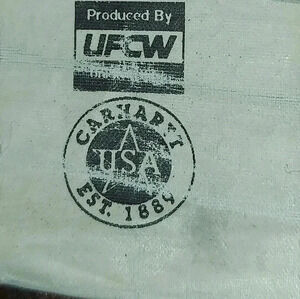 Produced By
UFCW
CARHARTT
USA
EST. 1889